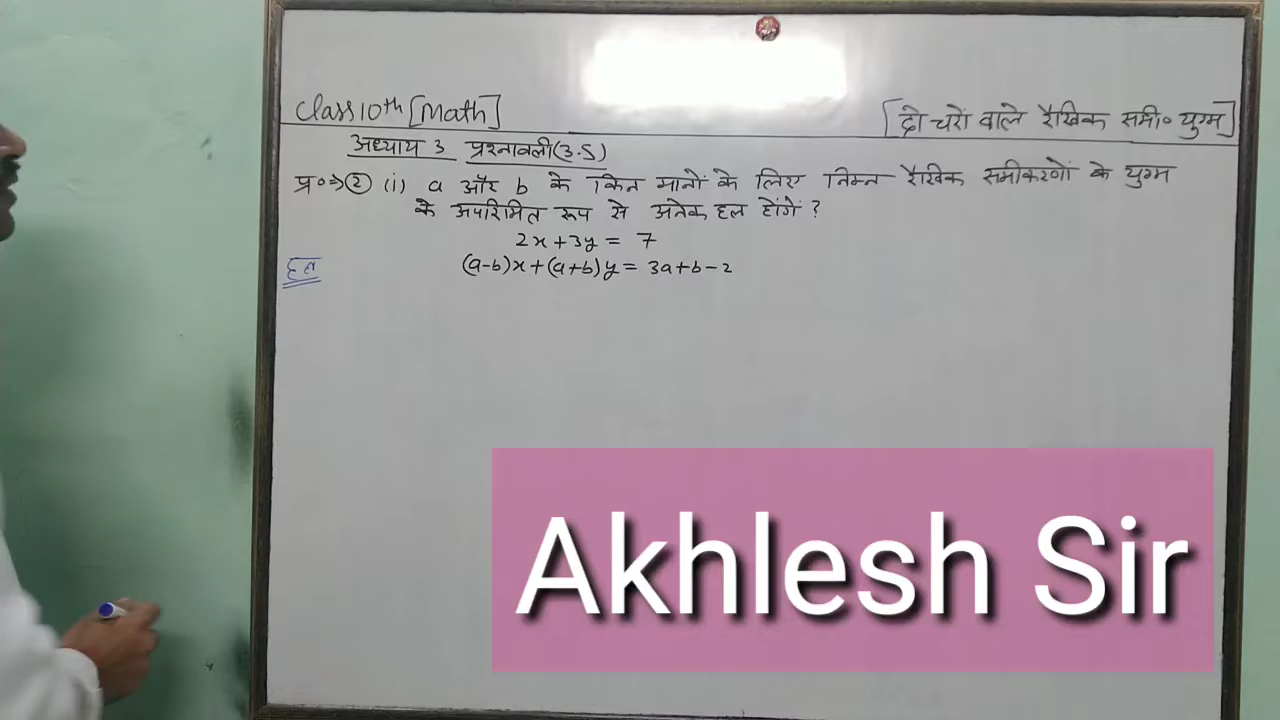 Class 10th [Math]
[दो चरों वाले रैखिक समी० युग्म]
अध्याय 3 प्रश्नावली (3.5)
प्र०⇒② (i) a और b के किन मानों के लिए निम्न रैखिक समीकरणों के युग्म
के अपरिमित रूप से अनेक हल होंगें ?
2x+3y = 7
हल
(a-b)x+(a+b)y = 3a+b-2
Akhlesh Sir